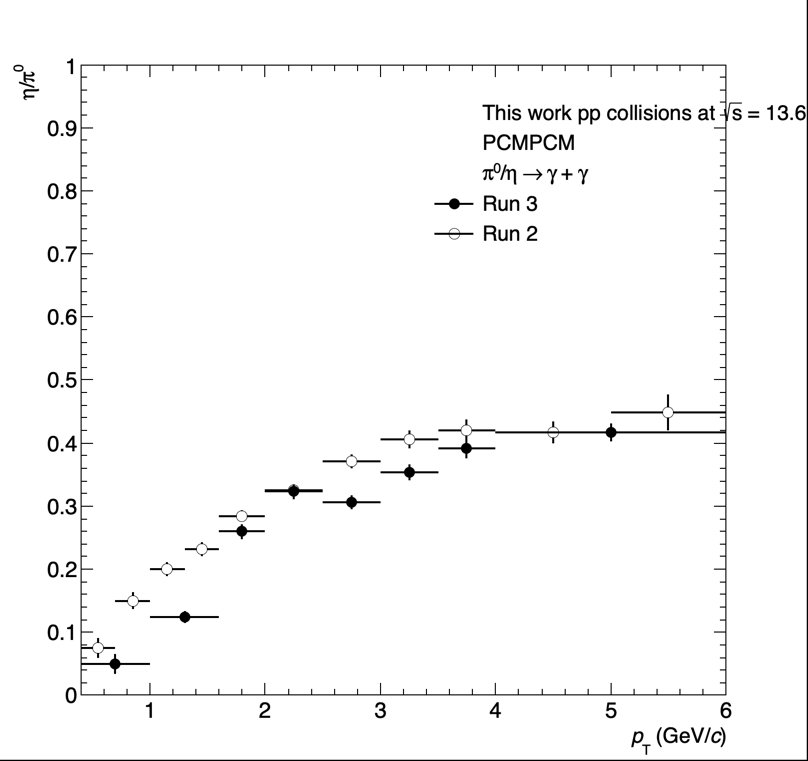 η/π⁰
1
0.9
0.8
0.7
0.6
0.5
0.4
0.3
0.2
0.1
0
This work pp collisions at √s = 13.6
PCMPCM
π⁰/η → γ + γ
Run 3
Run 2
1 2 3 4 5 6
p_T (GeV/c)